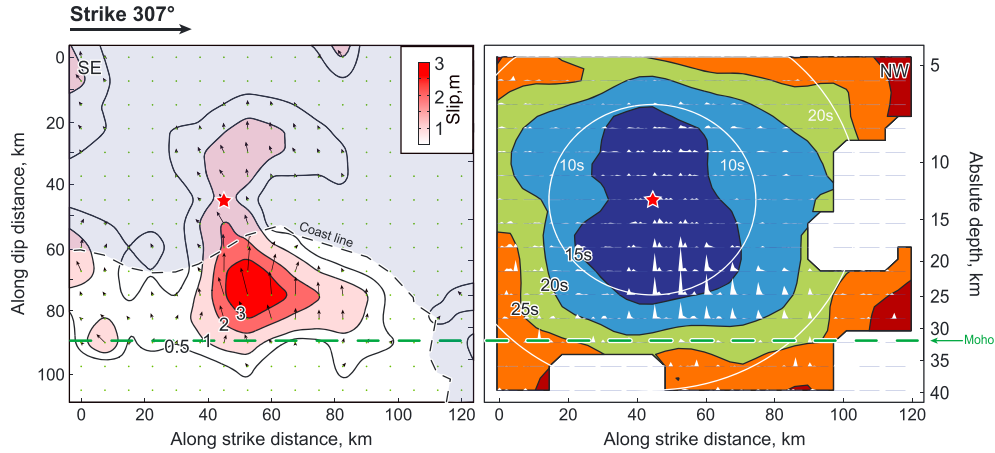 Strike 307°
SE
3
2
1
Slip,m
0
20
40
60
80
100
Along dip distance, km
Coast line
3
2
1
0.5
0 20 40 60 80 100 120
Along strike distance, km
NW
20s
10s 10s
15s
20s
25s
5
10
15
20
25
30
35
40
Abslute depth, km
Moho
0 20 40 60 80 100 120
Along strike distance, km